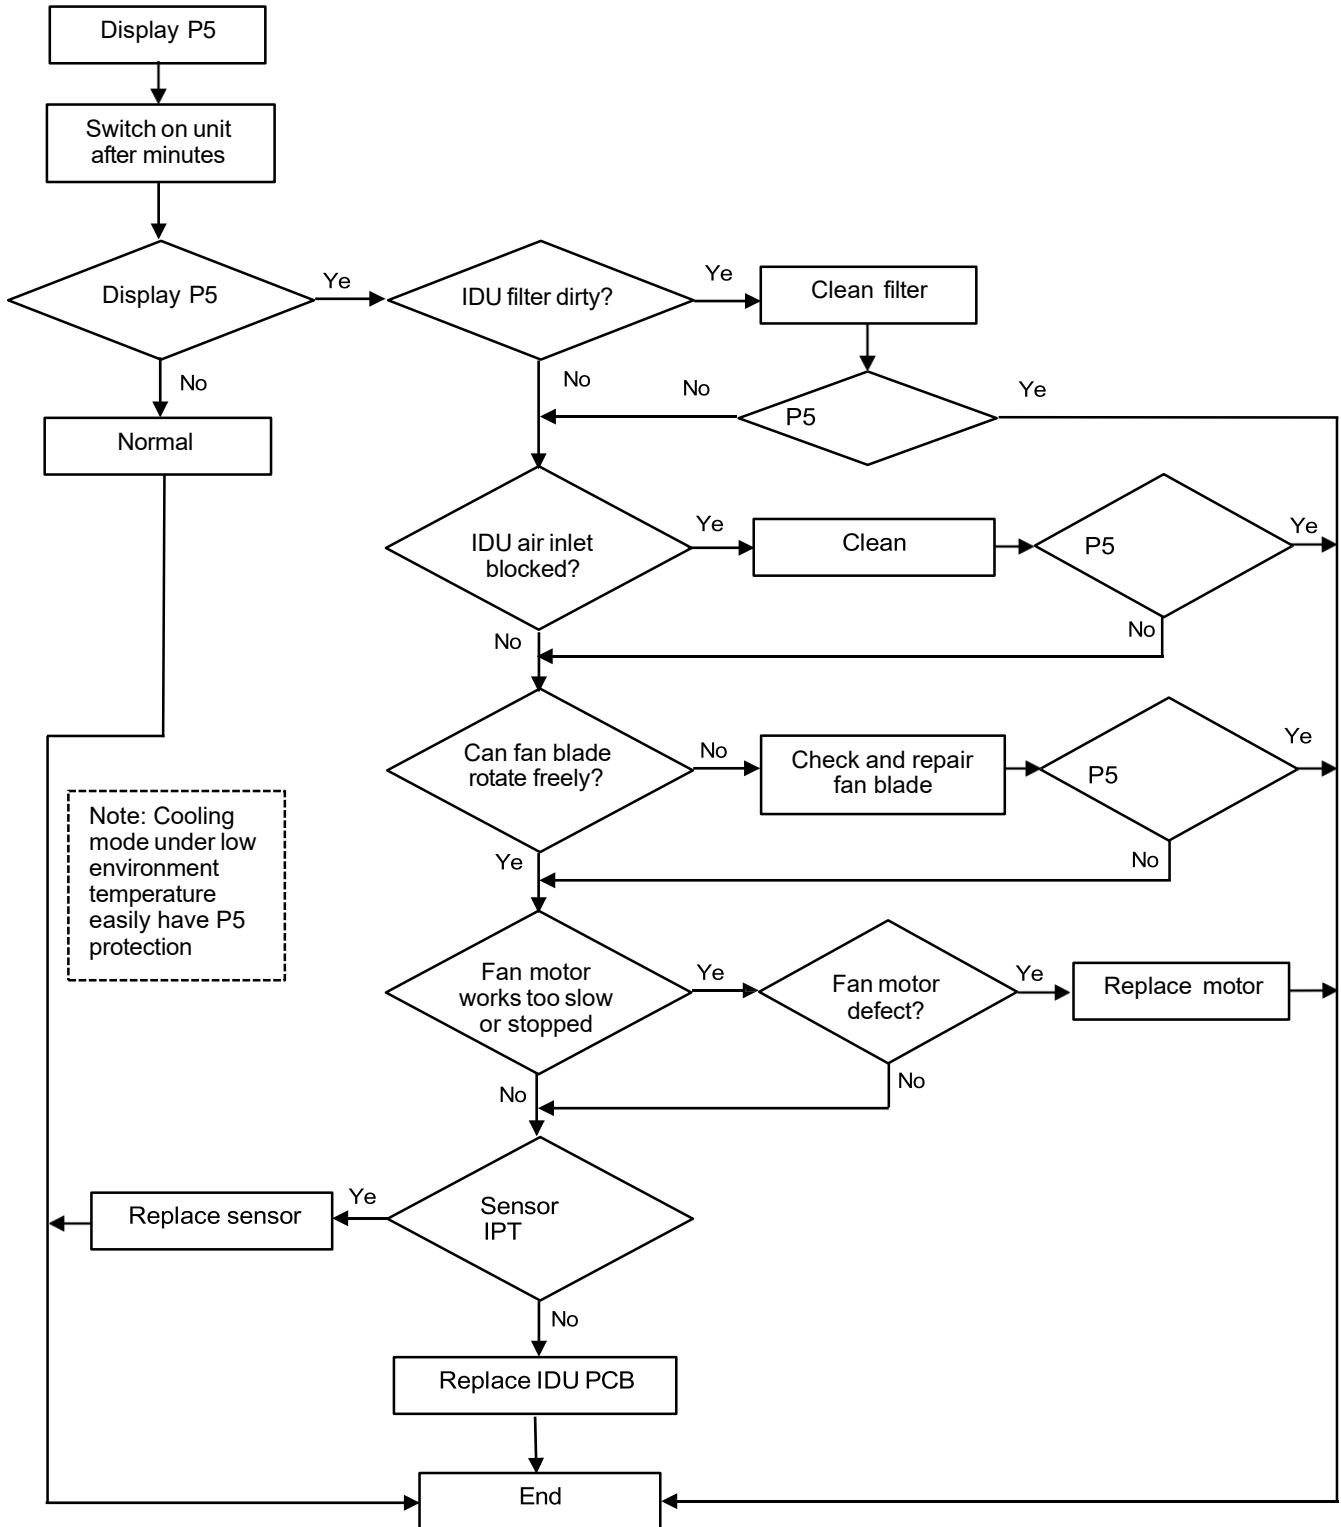 Display P5
Switch on unit
after minutes
Display P5
Ye
IDU filter dirty?
Ye
Clean filter
No
No
No
P5
Ye
Normal
IDU air inlet
blocked?
Ye
Clean
P5
Ye
No
No
Can fan blade
rotate freely?
No
Check and repair
fan blade
P5
Ye
Note: Cooling
mode under low
environment
temperature
easily have P5
protection
Ye
No
Fan motor
works too slow
or stopped
Ye
Fan motor
defect?
Ye
Replace motor
No
No
Replace sensor
Ye
Sensor
IPT
No
Replace IDU PCB
End